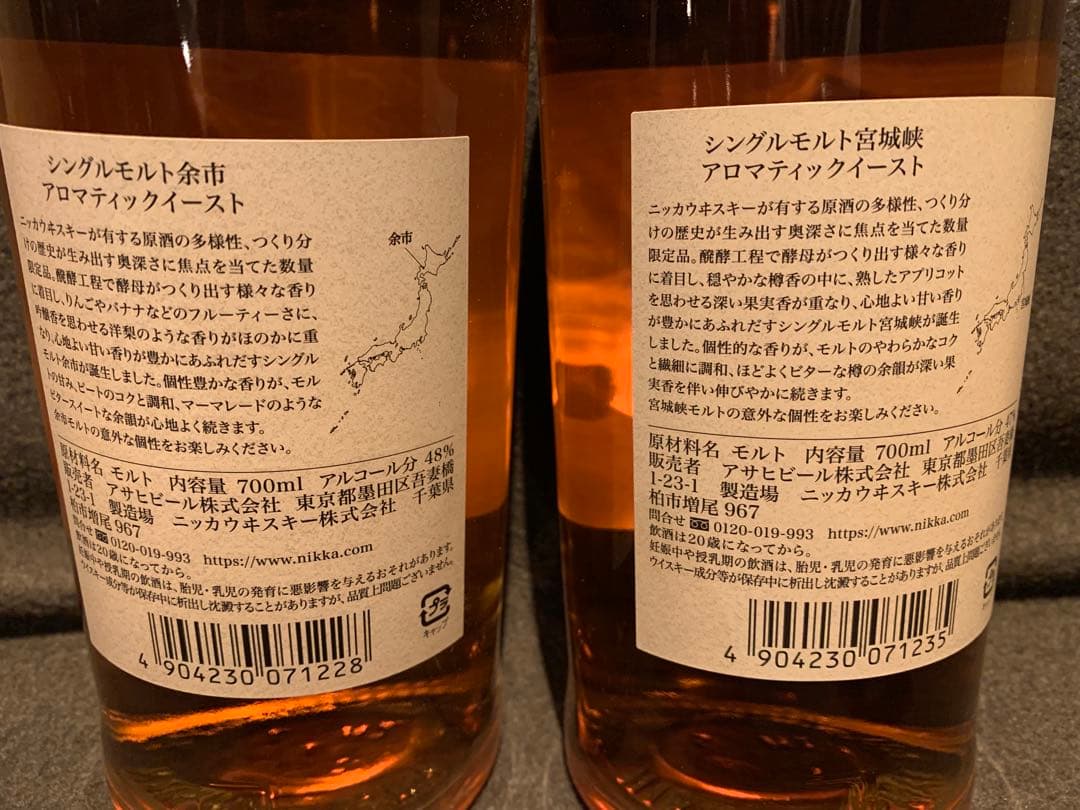 シングルモルト余市
アロマティックイースト
ニッカウヰスキーが有する原酒の多様性、つくり分
けの歴史が生み出す奥深さに焦点を当てた数量
限定品。醗酵工程で酵母がつくり出す様々な香り
に着目し、りんごやバナナなどのフルーティーさに、
吟醸香を思わせる洋梨のような香りがほのかに重
なり、心地よい甘い香りが豊かにあふれだすシングル
モルト余市が誕生しました。個性豊かな香りが、モル
トの甘み、ピートのコクと調和、マーマレードのような
ビタースイートな余韻が心地よく続きます。
余市モルトの意外な個性をお楽しみください。
余市
原材料名 モルト 内容量 700ml アルコール分 48%
販売者 アサヒビール株式会社 東京都墨田区吾妻橋
1-23-1 製造場 ニッカウヰスキー株式会社 千葉県
柏市増尾 967
問合せ 0120-019-993 https://www.nikka.com
飲酒は20歳になってから。
妊娠中や授乳期の飲酒は、胎児・乳児の発育に悪影響を与えるおそれがあります。
ウイスキー成分等が保存中に析出し沈澱することがありますが、品質上問題ございません。
プラ
キャップ
4 904230 071228
シングルモルト宮城峡
アロマティックイースト
ニッカウヰスキーが有する原酒の多様性、つくり分
けの歴史が生み出す奥深さに焦点を当てた数量
限定品。醗酵工程で酵母がつくり出す様々な香り
に着目し、穏やかな樽香の中に、熟したアプリコット
を思わせる深い果実香が重なり、心地よい甘い香り
が豊かにあふれだすシングルモルト宮城峡が誕生
しました。個性的な香りが、モルトのやわらかなコク
と繊細に調和、ほどよくビターな樽の余韻が深い果
実香を伴い伸びやかに続きます。
宮城峡モルトの意外な個性をお楽しみください。
原材料名 モルト 内容量 700ml アルコール分 47%
販売者 アサヒビール株式会社 東京都墨田区吾妻橋
1-23-1 製造場 ニッカウヰスキー株式会社 千葉県
柏市増尾 967
問合せ 0120-019-993 https://www.nikka.com
飲酒は20歳になってから。
妊娠中や授乳期の飲酒は、胎児・乳児の発育に悪影響を与えるおそれがあり
ウイスキー成分等が保存中に析出し沈澱することがありますが、品質上問題ござ
4 904230 071235